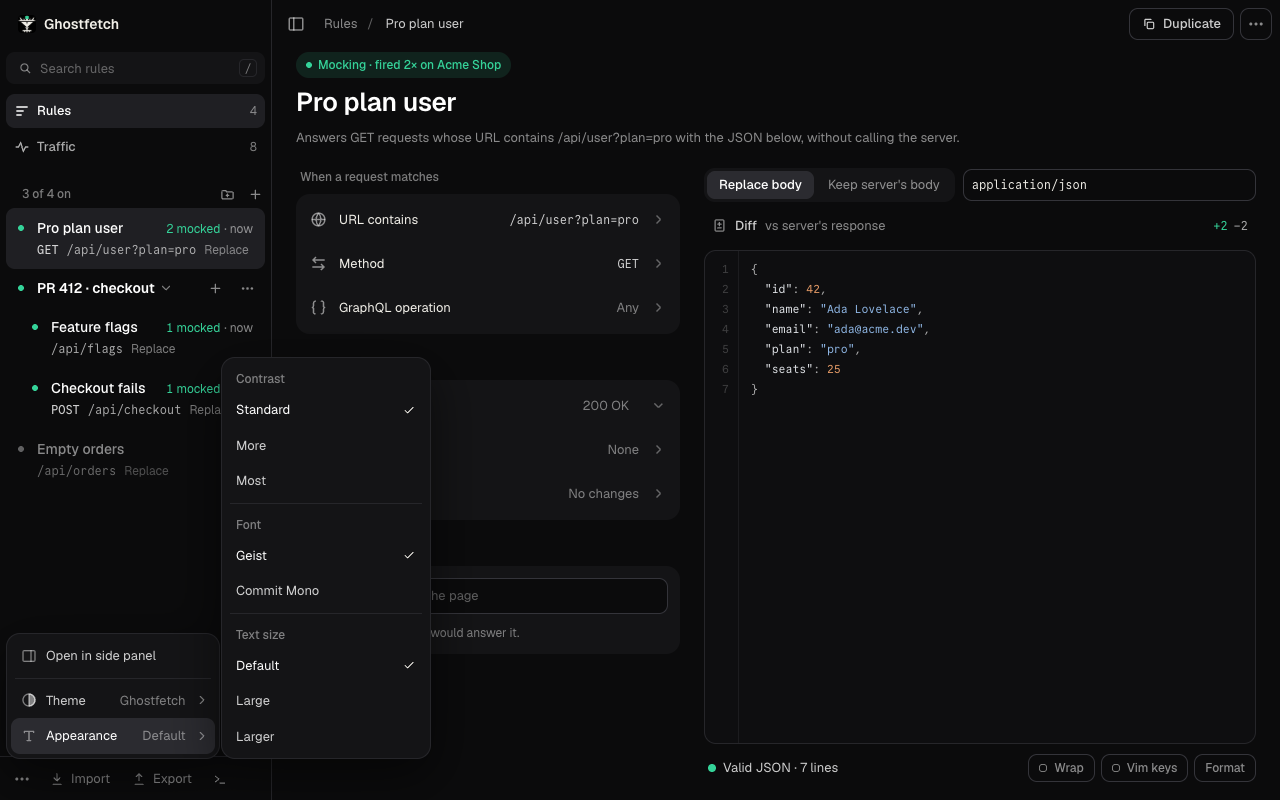 Ghostfetch
Search rules /
Rules 4
Traffic 8
3 of 4 on
Pro plan user 2 mocked · now
GET /api/user?plan=pro Replace
PR 412 · checkout
Feature flags 1 mocked · now
/api/flags Replace
Checkout fails 1 mocked
POST /api/checkout Repla
Empty orders
/api/orders Replace
Open in side panel
Theme Ghostfetch
Appearance Default
Import Export
Contrast
Standard
More
Most
Font
Geist
Commit Mono
Text size
Default
Large
Larger
Rules / Pro plan user
Duplicate
Mocking · fired 2× on Acme Shop
Pro plan user
Answers GET requests whose URL contains /api/user?plan=pro with the JSON below, without calling the server.
When a request matches
URL contains /api/user?plan=pro
Method GET
GraphQL operation Any
200 OK
None
No changes
he page
would answer it.
Replace body Keep server's body application/json
Diff vs server's response +2 −2
1 {
2 "id": 42,
3 "name": "Ada Lovelace",
4 "email": "ada@acme.dev",
5 "plan": "pro",
6 "seats": 25
7 }
Valid JSON · 7 lines
Wrap Vim keys Format